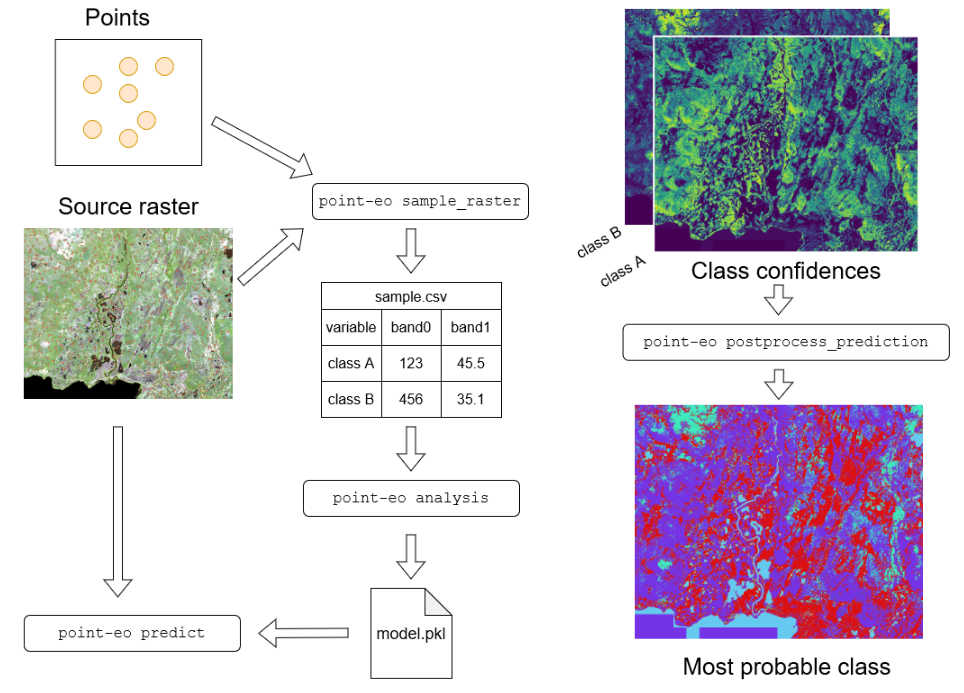 Points
Source raster
point-eo sample_raster
sample.csv
variable band0 band1
class A 123 45.5
class B 456 35.1
point-eo analysis
model.pkl
point-eo predict
class B
class A
Class confidences
point-eo postprocess_prediction
Most probable class